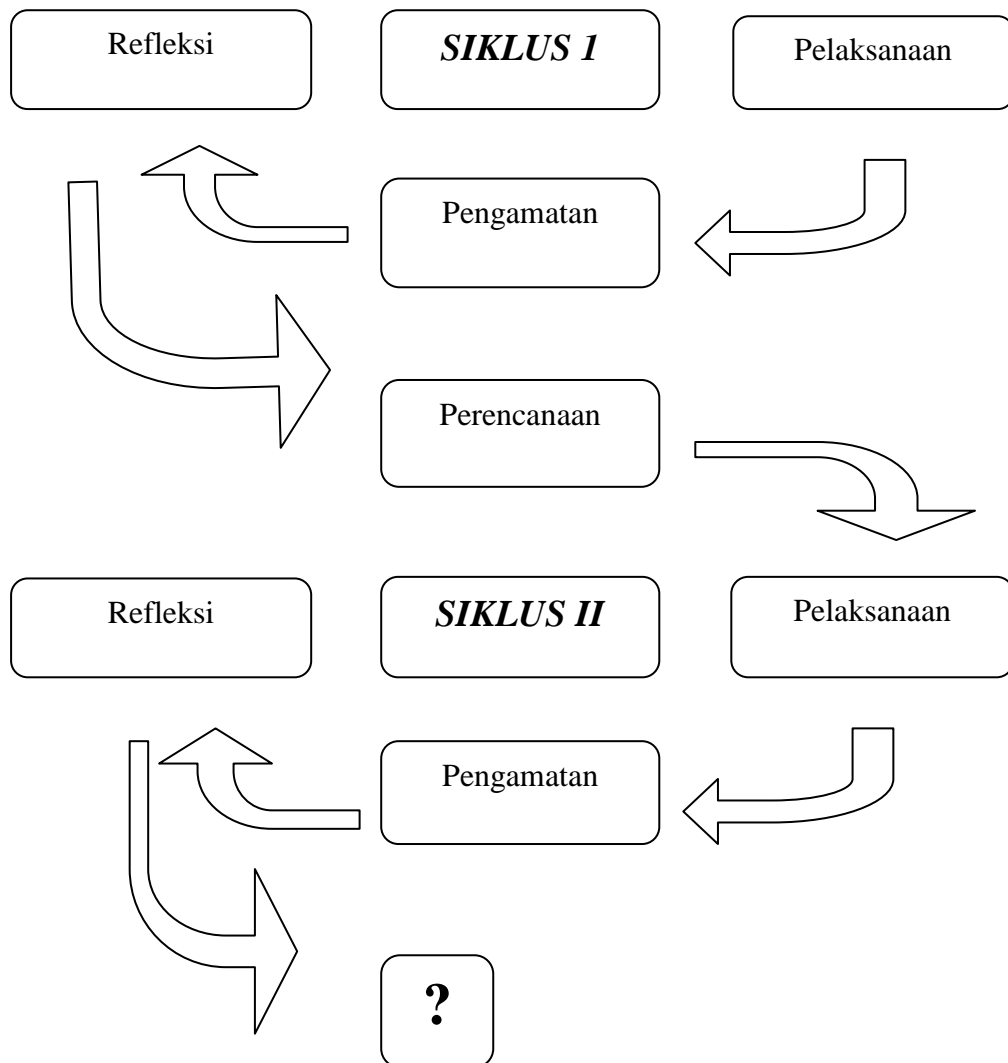 Refleksi
SIKLUS 1
Pelaksanaan
Pengamatan
Perencanaan
Refleksi
SIKLUS II
Pelaksanaan
Pengamatan
?